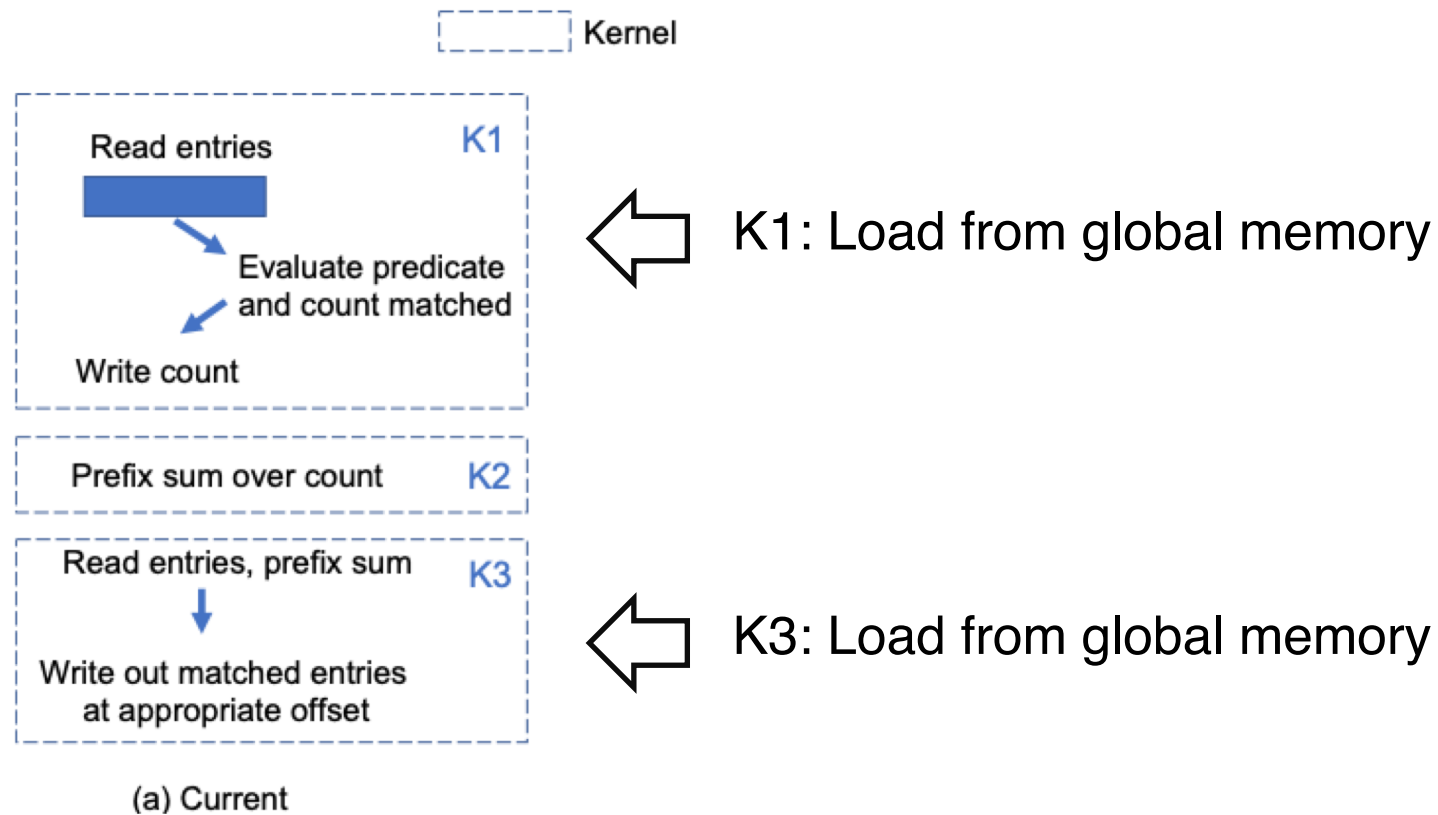 Kernel
K1
Read entries
Evaluate predicate
and count matched
Write count
K1: Load from global memory
Prefix sum over count
K2
Read entries, prefix sum
K3
Write out matched entries
at appropriate offset
K3: Load from global memory
(a) Current